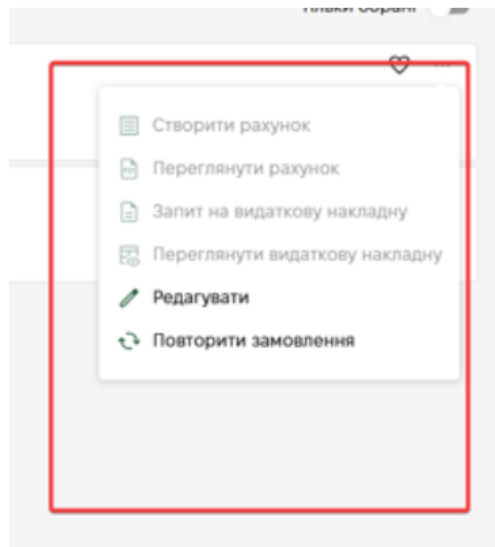 Створити рахунок
Переглянути рахунок
Запит на видаткову накладну
Переглянути видаткову накладну
Редагувати
Повторити замовлення